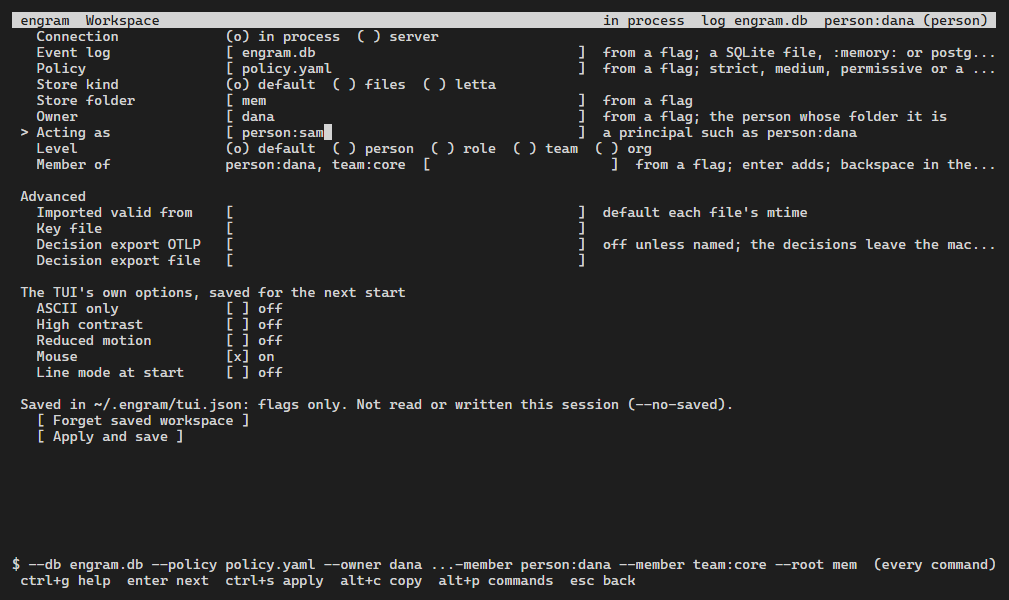 engram  Workspace  in process  log engram.db  person:dana (person)
Connection  (o) in process  ( ) server
Event log  [ engram.db ]  from a flag; a SQLite file, :memory: or postg...
Policy  [ policy.yaml ]  from a flag; strict, medium, permissive or a ...
Store kind  (o) default  ( ) files  ( ) letta
Store folder  [ mem ]  from a flag
Owner  [ dana ]  from a flag; the person whose folder it is
> Acting as  [ person:sam ]  a principal such as person:dana
Level  (o) default  ( ) person  ( ) role  ( ) team  ( ) org
Member of  person:dana, team:core  [ ]  from a flag; enter adds; backspace in the...
Advanced
Imported valid from  [ ]  default each file's mtime
Key file  [ ]
Decision export OTLP  [ ]  off unless named; the decisions leave the mac...
Decision export file  [ ]
The TUI's own options, saved for the next start
ASCII only  [ ] off
High contrast  [ ] off
Reduced motion  [ ] off
Mouse  [x] on
Line mode at start  [ ] off
Saved in ~/.engram/tui.json: flags only. Not read or written this session (--no-saved).
[ Forget saved workspace ]
[ Apply and save ]
$ --db engram.db --policy policy.yaml --owner dana ...-member person:dana --member team:core --root mem  (every command)
ctrl+g help  enter next  ctrl+s apply  alt+c copy  alt+p commands  esc back